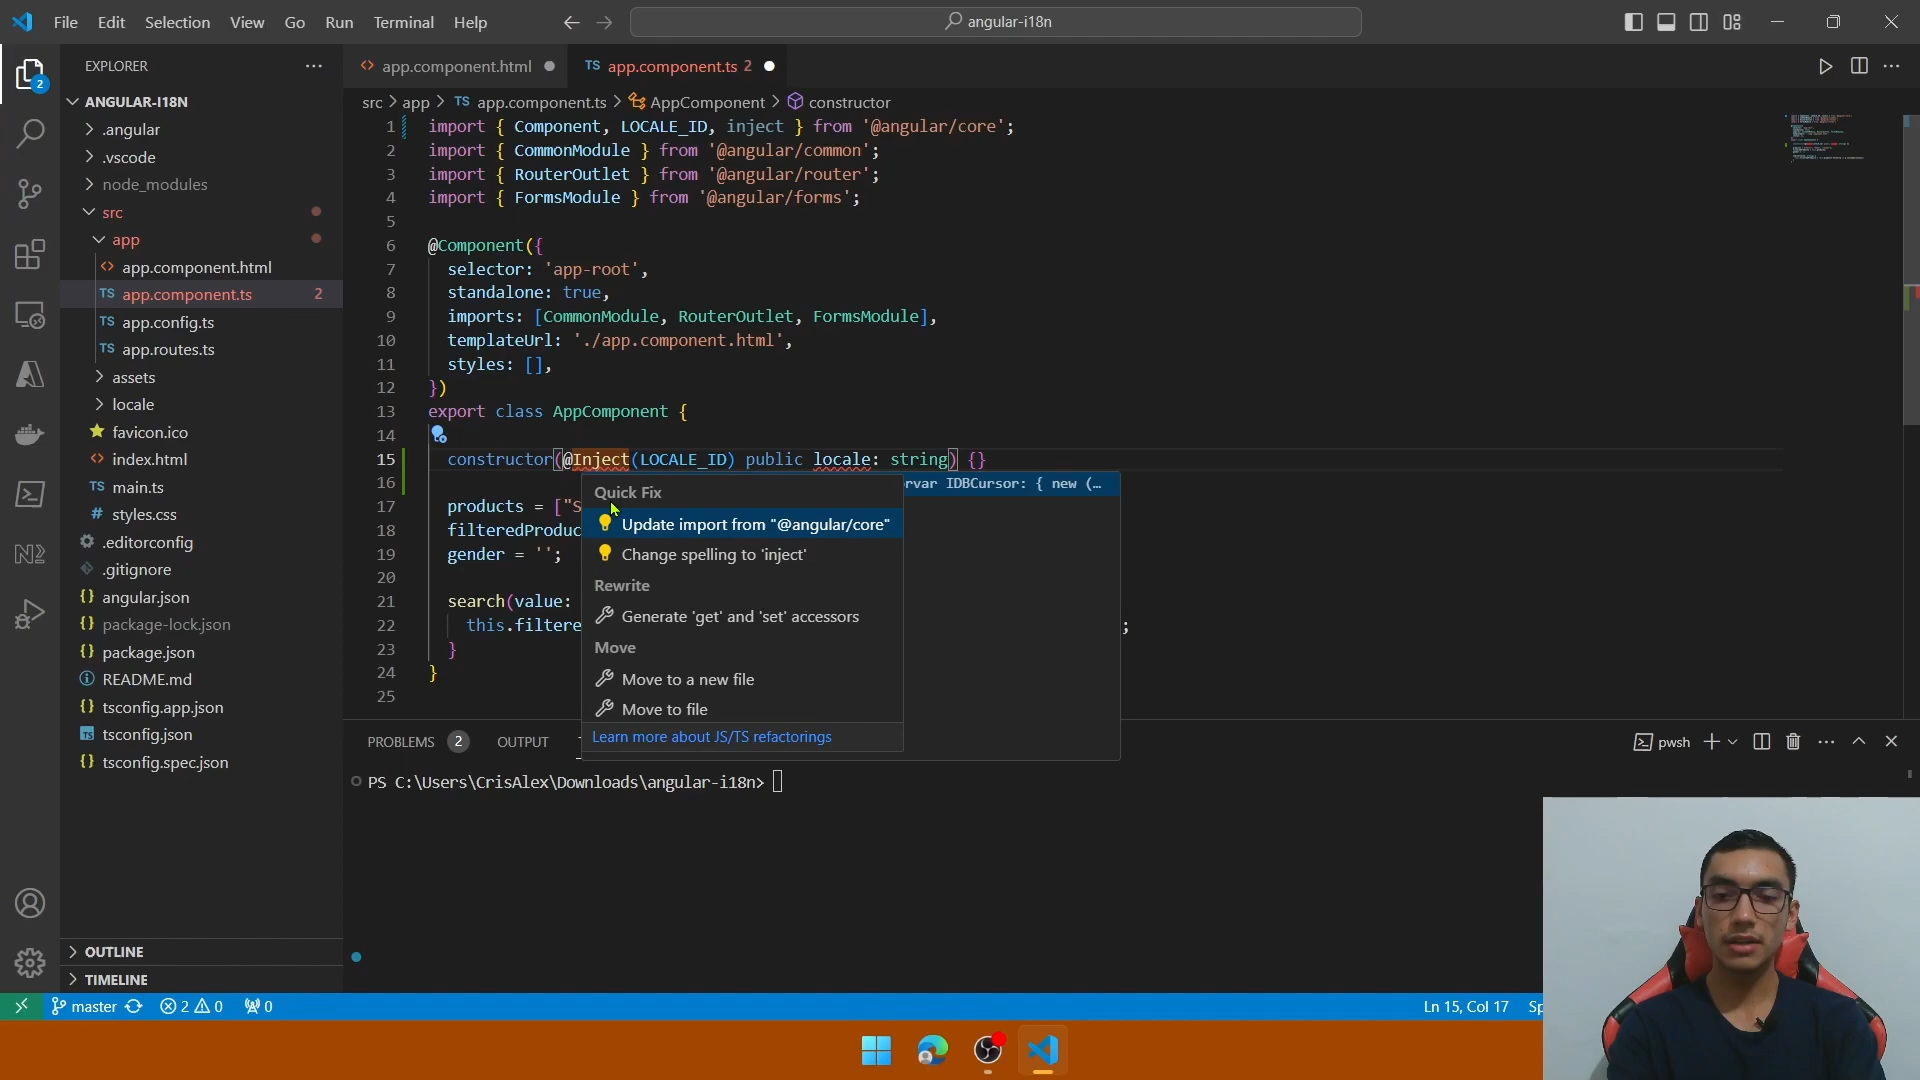 File Edit Selection View Go Run Terminal Help
angular-i18n
EXPLORER
ANGULAR-I18N
.angular
.vscode
node_modules
src
app
app.component.html
app.component.ts 2
app.config.ts
app.routes.ts
assets
locale
favicon.ico
index.html
main.ts
styles.css
.editorconfig
.gitignore
angular.json
package-lock.json
package.json
README.md
tsconfig.app.json
tsconfig.json
tsconfig.spec.json
OUTLINE
TIMELINE
2
app.component.html
TS app.component.ts 2
src > app > TS app.component.ts > AppComponent > constructor
1 import { Component, LOCALE_ID, inject } from '@angular/core';
2 import { CommonModule } from '@angular/common';
3 import { RouterOutlet } from '@angular/router';
4 import { FormsModule } from '@angular/forms';
5
6 @Component({
7 selector: 'app-root',
8 standalone: true,
9 imports: [CommonModule, RouterOutlet, FormsModule],
10 templateUrl: './app.component.html',
11 styles: [],
12 })
13 export class AppComponent {
14
15 constructor(@Inject(LOCALE_ID) public locale: string) {}
16
17 products = ["S
18 filteredProduc
19 gender = '';
20
21 search(value:
22 this.filtere ;
23 }
24 }
25
rvar IDBCursor: { new (…
Quick Fix
Update import from "@angular/core"
Change spelling to 'inject'
Rewrite
Generate 'get' and 'set' accessors
Move
Move to a new file
Move to file
Learn more about JS/TS refactorings
PROBLEMS 2 OUTPUT
pwsh
PS C:\Users\CrisAlex\Downloads\angular-i18n>
master 2 0 0
Ln 15, Col 17 Sp